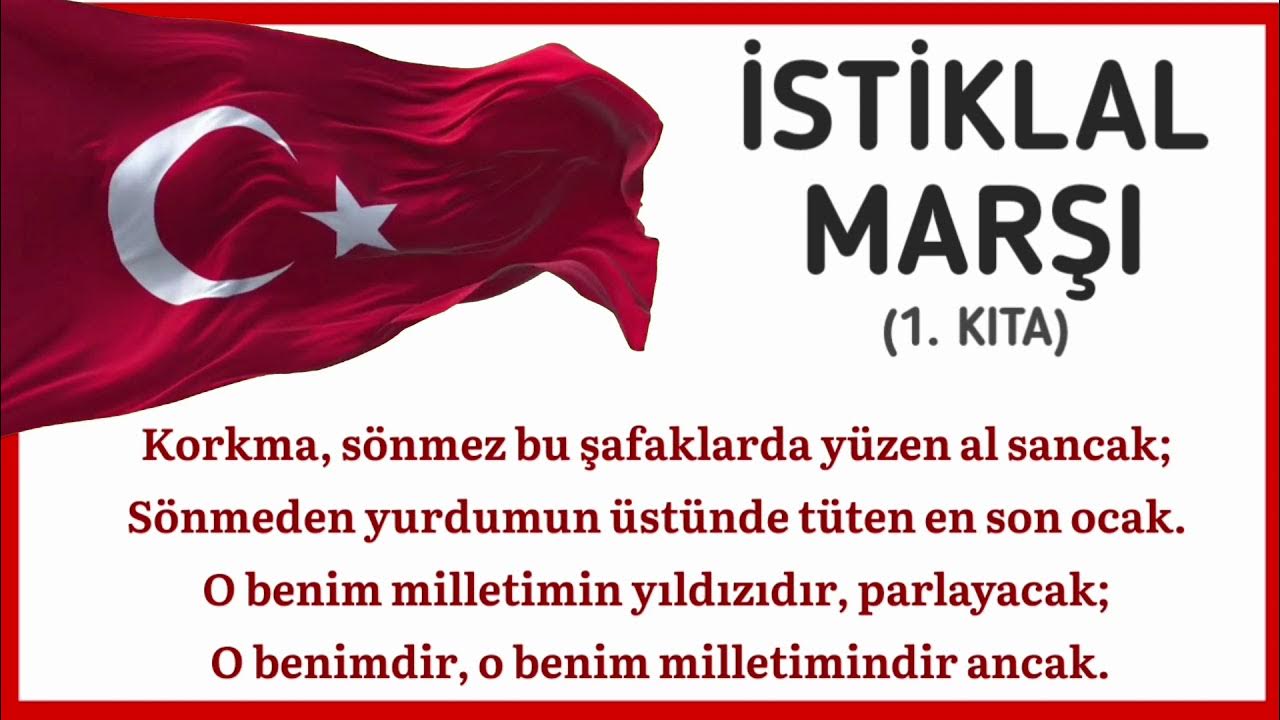 İSTİKLAL
MARŞI
(1. KITA)
Korkma, sönmez bu şafaklarda yüzen al sancak;
Sönmeden yurdumun üstünde tüten en son ocak.
O benim milletimin yıldızıdır, parlayacak;
O benimdir, o benim milletimindir ancak.